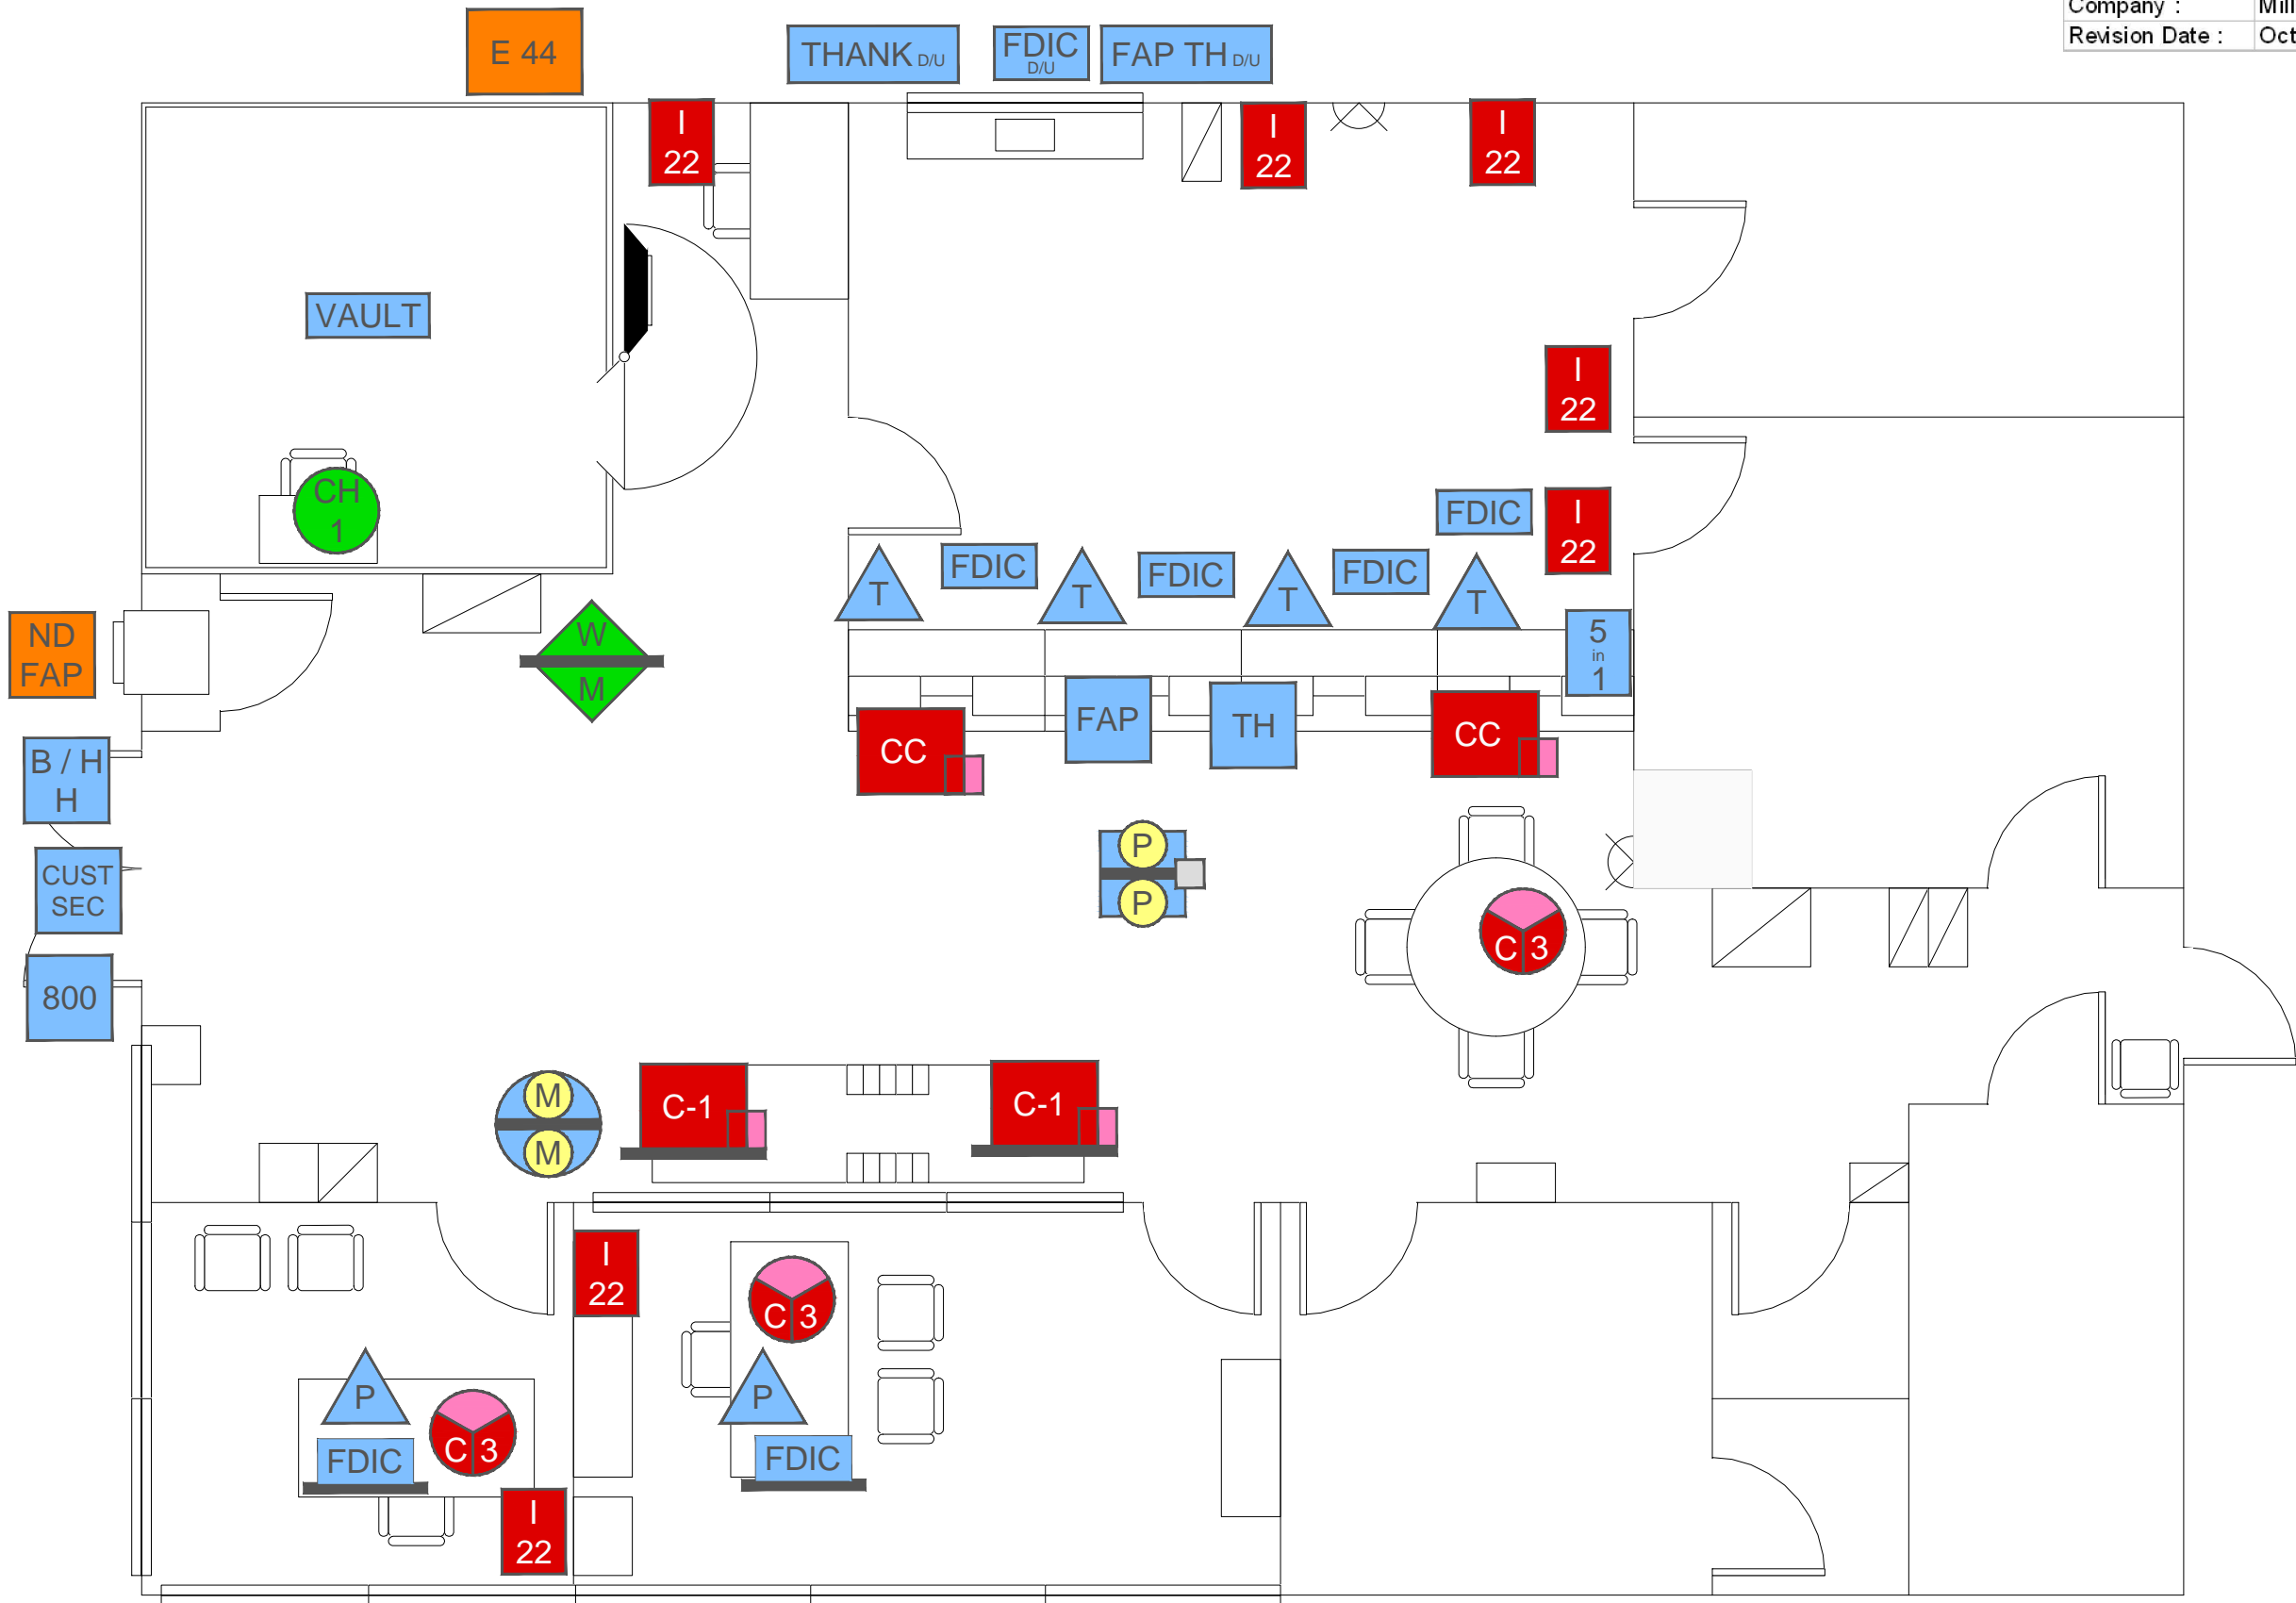 Company : Mill
Revision Date : Oct
E 44
THANK D/U
FDIC
D/U
FAP TH D/U
I
22
I
22
I
22
VAULT
I
22
CH
1
FDIC
I
22
FDIC
FDIC
FDIC
T
T
T
T
ND
FAP
W
M
5
in
1
FAP
TH
CC
CC
B / H
H
P
P
CUST
SEC
C 3
800
M
M
C-1
C-1
I
22
C 3
P
P
FDIC
C 3
FDIC
I
22